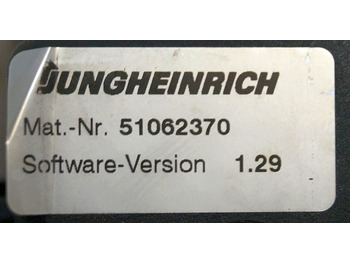 JUNGHEINRICH
Mat.-Nr. 51062370
Software-Version 1.29